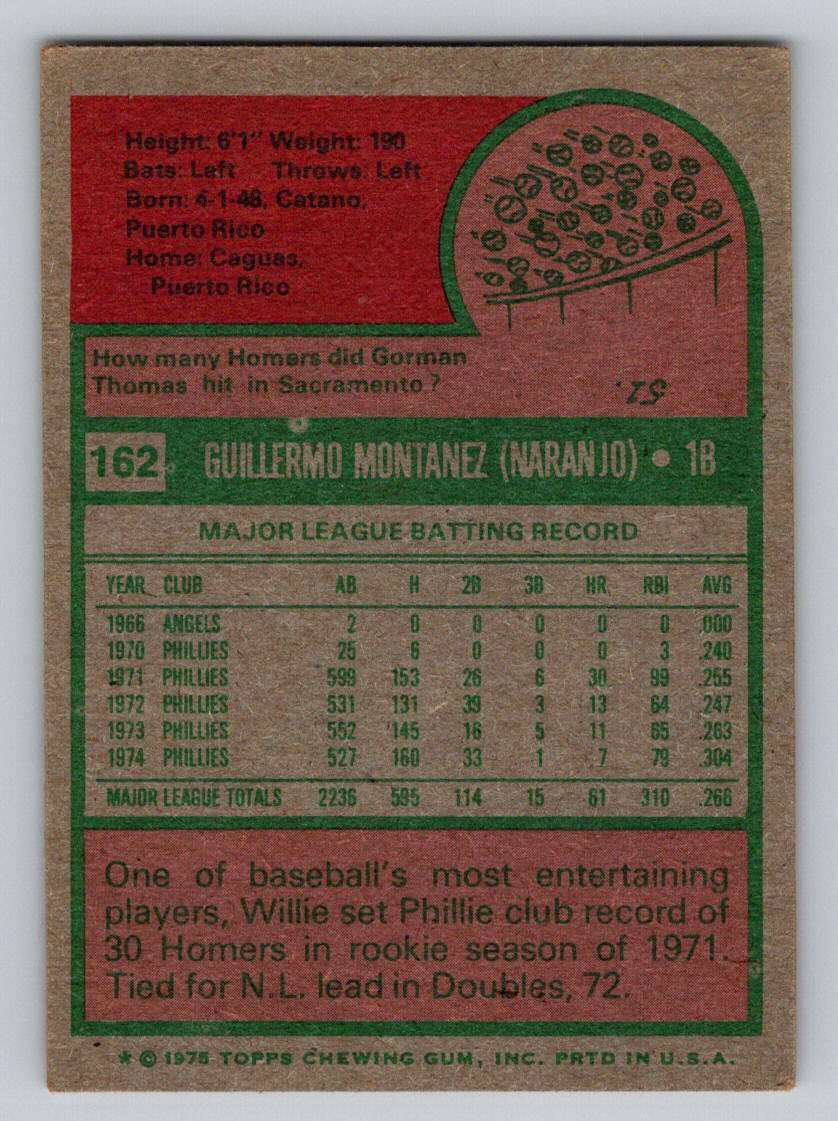 Height: 6'1" Weight: 190
Bats: Left Throws: Left
Born: 4-1-48, Catano,
Puerto Rico
Home: Caguas,
Puerto Rico
How many Homers did Gorman
Thomas hit in Sacramento?
51.
162 GUILLERMO MONTANEZ (NARANJO) • 1B
MAJOR LEAGUE BATTING RECORD
YEAR CLUB AB H 2B 3B HR RBI AVG
1966 ANGELS 2 0 0 0 0 0 .000
1970 PHILLIES 25 6 0 0 0 3 .240
1971 PHILLIES 599 153 26 6 30 99 .255
1972 PHILLIES 531 131 39 3 13 64 .247
1973 PHILLIES 552 145 16 5 11 65 .263
1974 PHILLIES 527 160 33 1 7 79 .304
MAJOR LEAGUE TOTALS 2236 595 114 15 61 310 .266
One of baseball's most entertaining
players, Willie set Phillie club record of
30 Homers in rookie season of 1971.
Tied for N.L. lead in Doubles, 72.
* © 1975 TOPPS CHEWING GUM, INC. PRTD IN U.S.A.